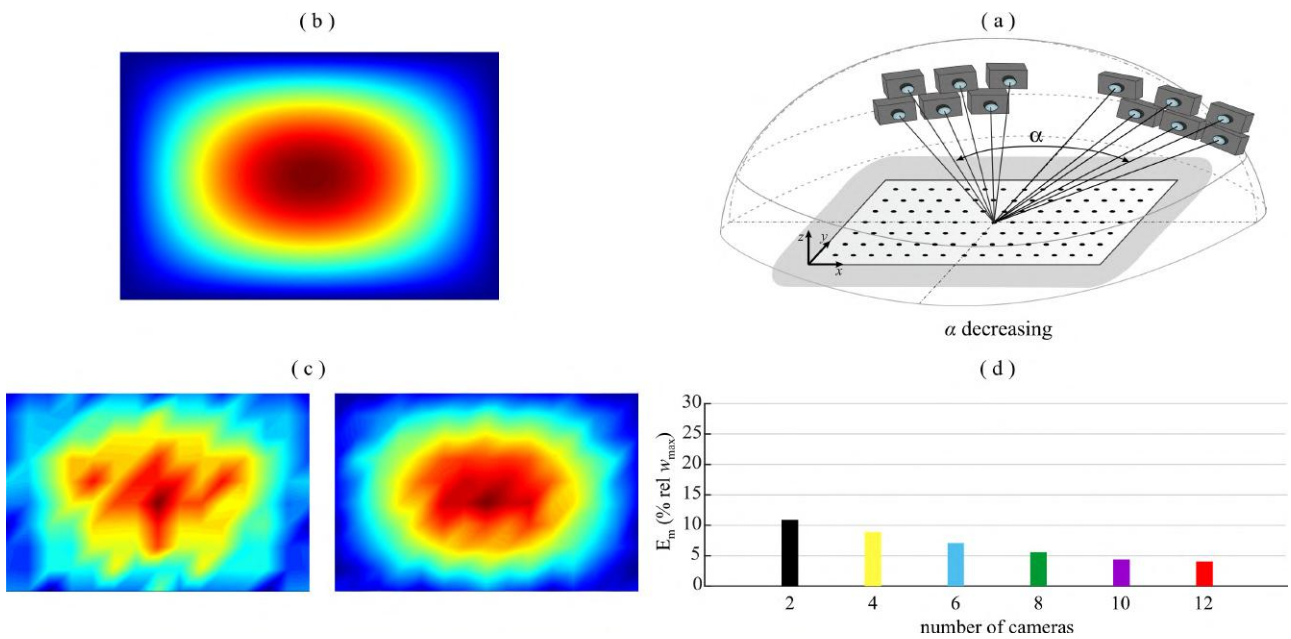 ( b )
( a )
α
z
y
x
α decreasing
( c )
( d )
E_m (% rel w_max)
30
25
20
15
10
5
0
2 4 6 8 10 12
number of cameras